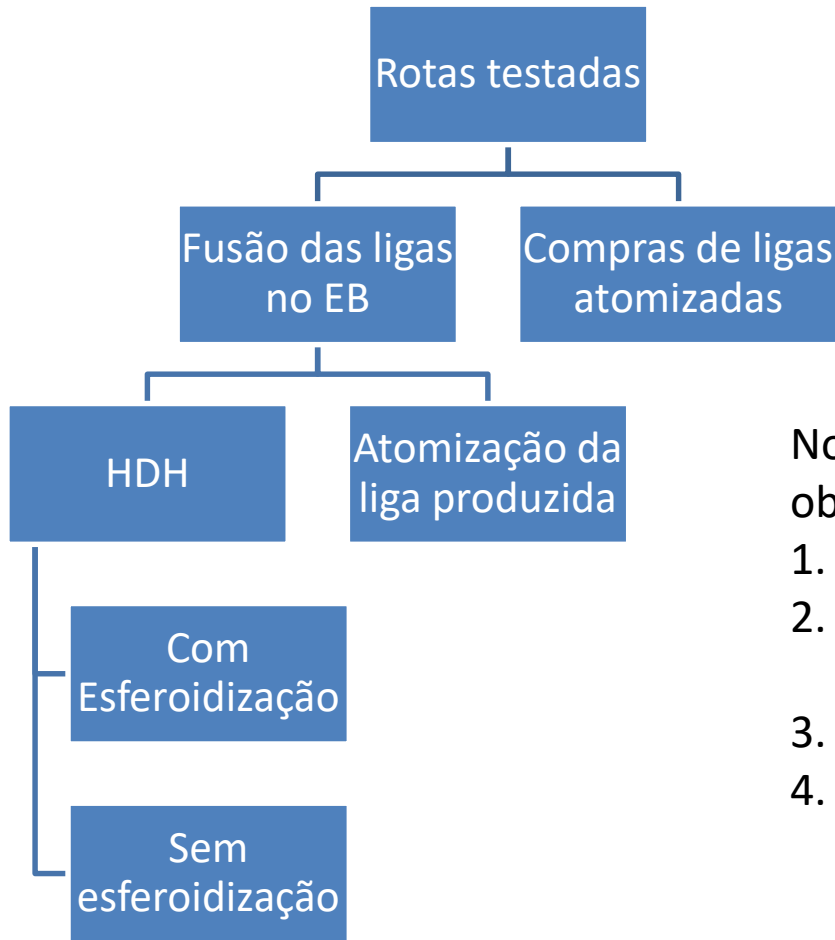 Rotas testadas
Fusão das ligas
no EB
Compras de ligas
atomizadas
HDH
Atomização da
liga produzida
Com
Esferoidização
Sem
esferoidização
1.
2.
3.
4.